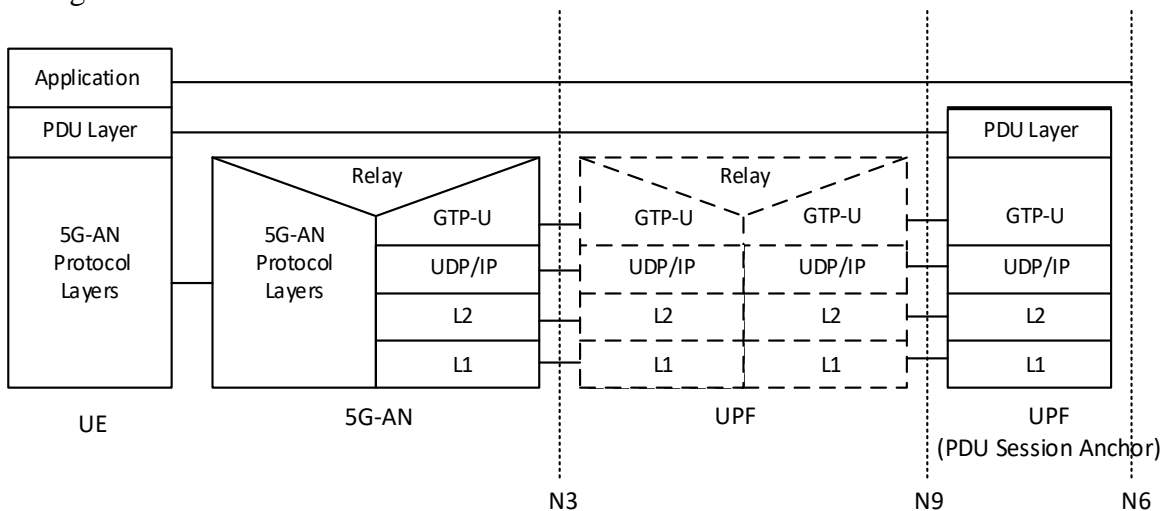 Application
PDU Layer
PDU Layer
Relay
Relay
5G-AN
Protocol
Layers
5G-AN
Protocol
Layers
GTP-U
GTP-U
GTP-U
GTP-U
UDP/IP
UDP/IP
UDP/IP
UDP/IP
L2
L2
L2
L2
L1
L1
L1
L1
UE
5G-AN
UPF
UPF
(PDU Session Anchor)
N3
N9
N6